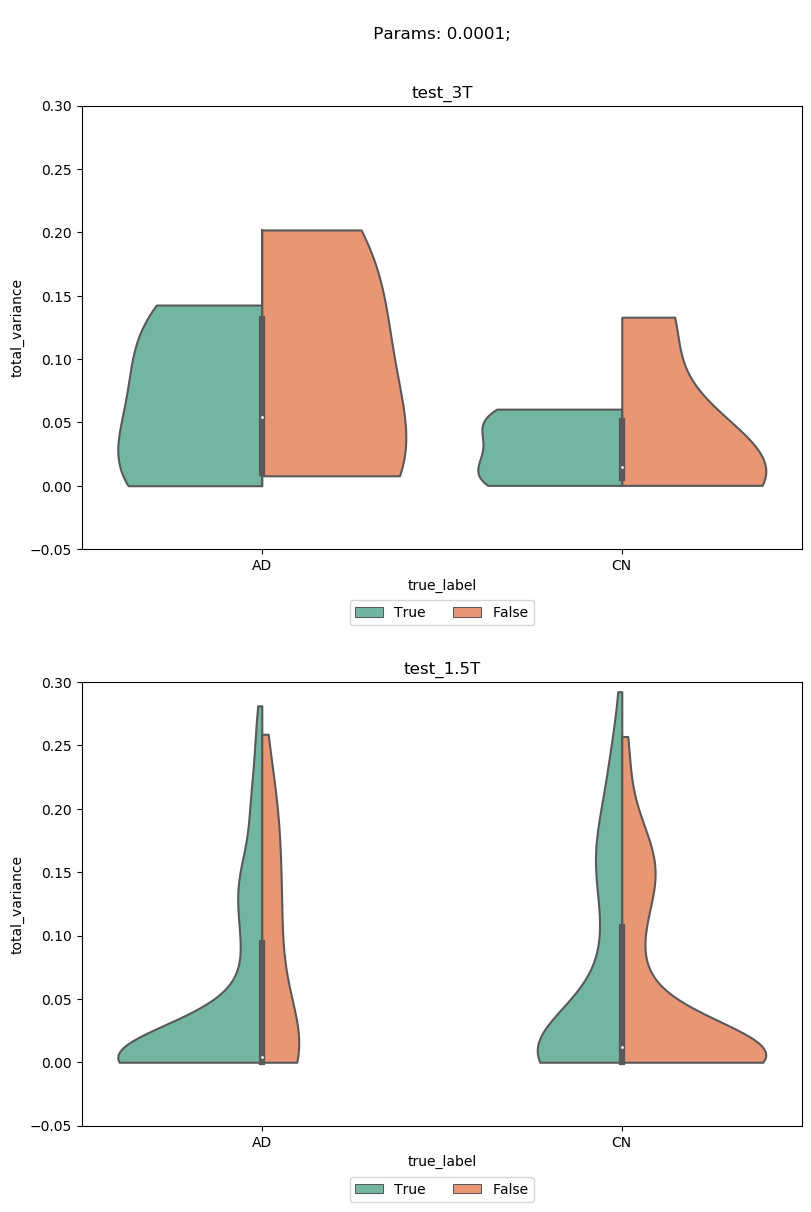 Params: 0.0001;
test_3T
0.30
0.25
0.20
0.15
0.10
0.05
0.00
−0.05
total_variance
AD CN
true_label
True False
test_1.5T
0.30
0.25
0.20
0.15
0.10
0.05
0.00
−0.05
total_variance
AD CN
true_label
True False